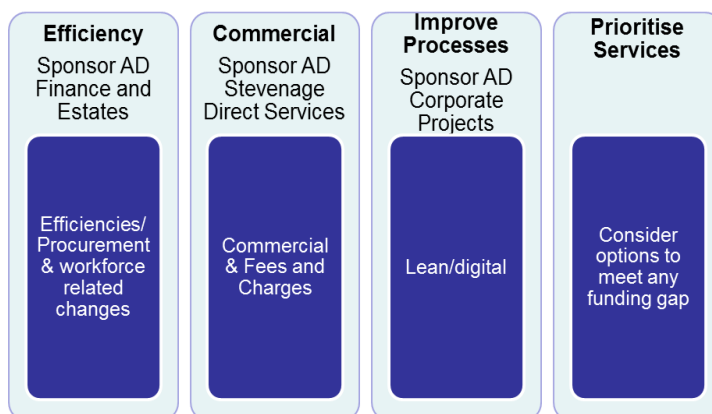 Efficiency
Sponsor AD
Finance and
Estates
Efficiencies/
Procurement
& workforce
related
changes
Commercial
Sponsor AD
Stevenage
Direct Services
Commercial
& Fees and
Charges
Improve
Processes
Sponsor AD
Corporate
Projects
Lean/digital
Prioritise
Services
Consider
options to
meet any
funding gap